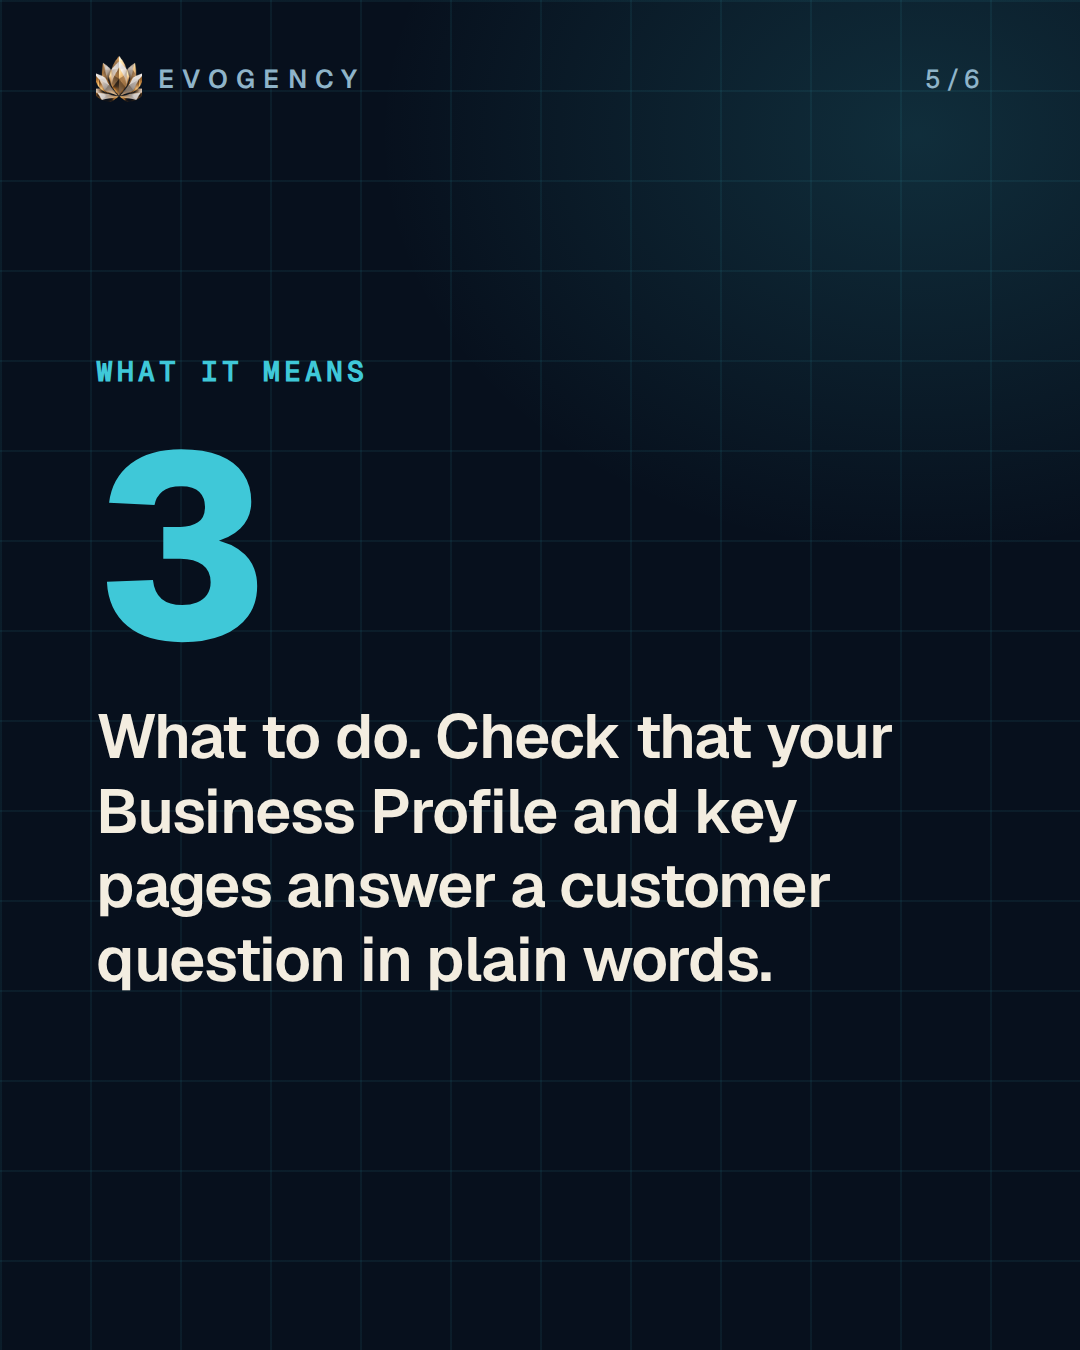 EVOGENCY
5/6
WHAT IT MEANS
3
What to do. Check that your
Business Profile and key
pages answer a customer
question in plain words.